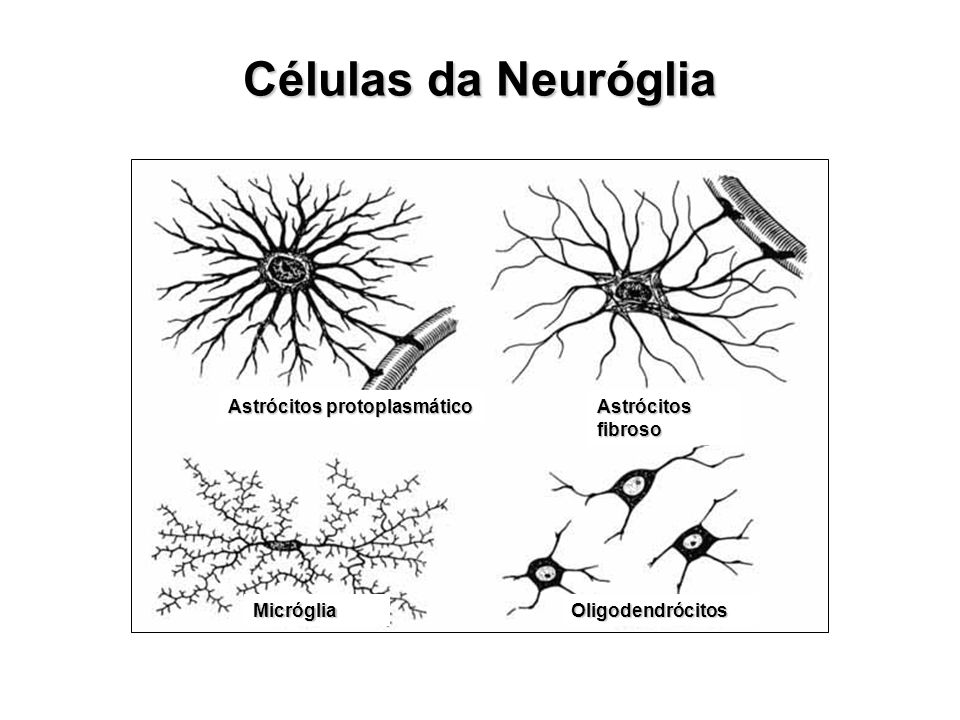 Células da Neuróglia
Astrócitos protoplasmático
Astrócitos
fibroso
Micróglia
Oligodendrócitos